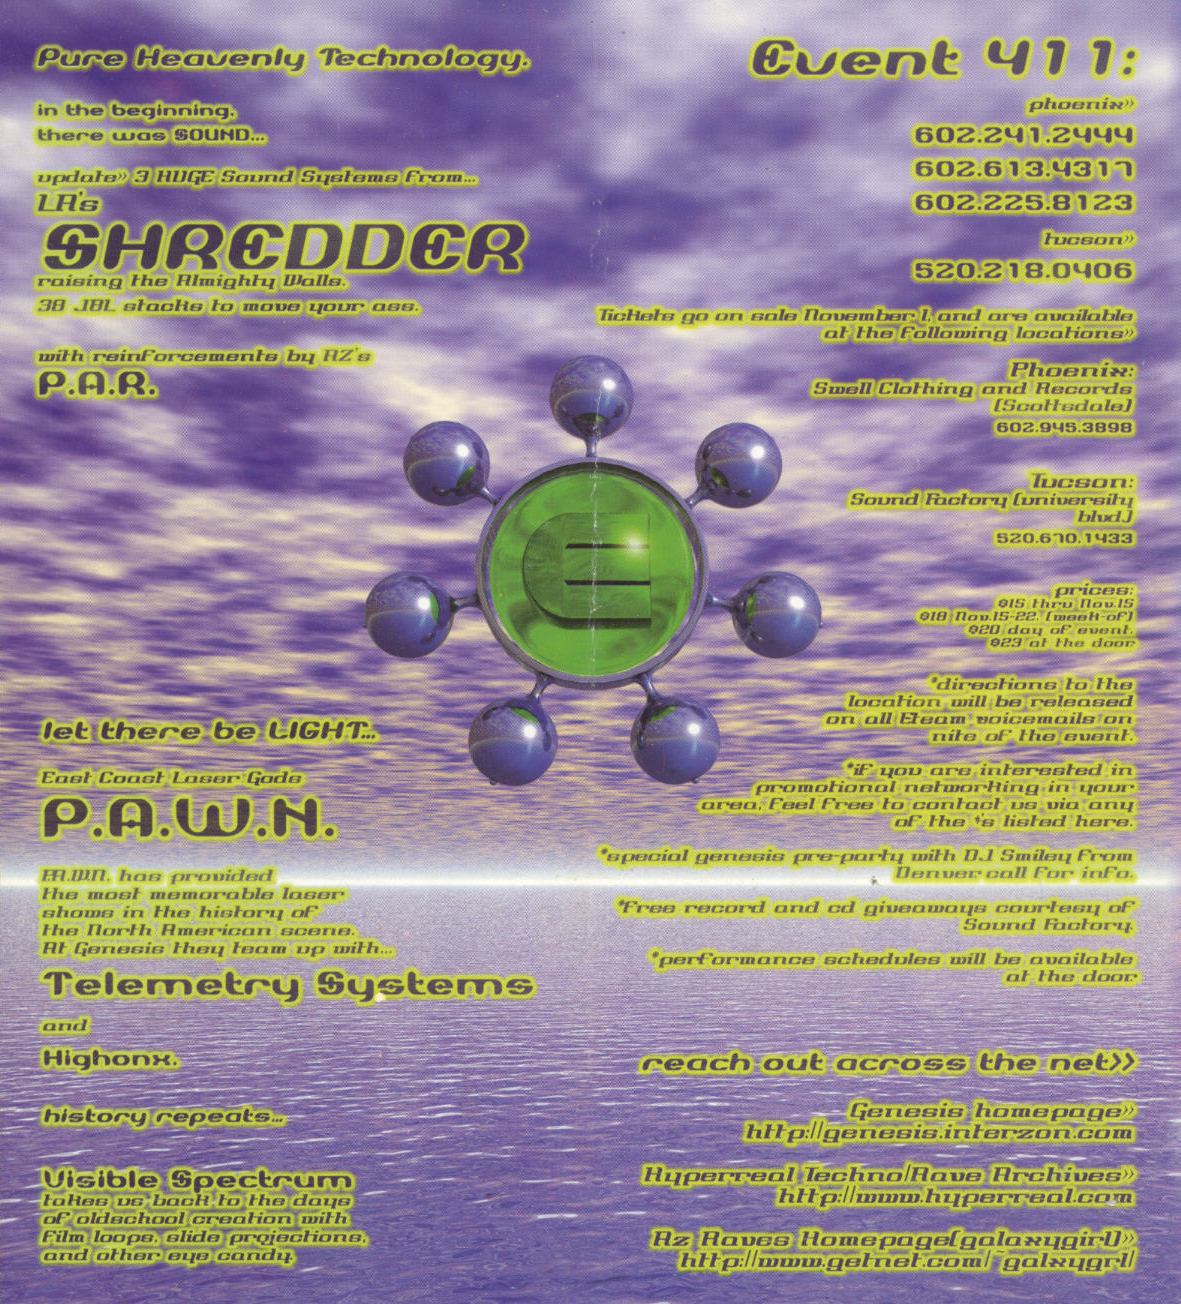 Pure Heavenly Technology.
in the beginning,
there was SOUND...
update» 3 HUGE Sound Systems from...
LA's
SHREDDER
raising the Almighty Walls.
38 JBL stacks to move your ass.
with reinforcements by AZ's
P.A.R.
let there be LIGHT...
East Coast Laser Gods
P.A.W.N.
P.A.W.N. has provided
the most memorable laser
shows in the history of
the North American scene.
At Genesis they team up with...
Telemetry Systems
and
Highonx.
history repeats...
Visible Spectrum
takes us back to the days
of oldschool creation with
film loops, slide projections,
and other eye candy.
e
Event 411:
phoenix»
602.241.2444
602.613.4317
602.225.8123
tucson»
520.218.0406
Tickets go on sale November 1, and are available
at the following locations»
Phoenix:
Swell Clothing and Records
(Scottsdale)
602.945.3898
Tucson:
Sound Factory (university
blvd.)
520.670.1433
prices:
$15 thru Nov.15
$18 Nov.15-22. (week-of)
$20 day of event.
$23 at the door
*directions to the
location will be released
on all Eteam voicemails on
nite of the event.
*if you are interested in
promotional networking in your
area, feel free to contact us via any
of the #'s listed here.
*special genesis pre-party with DJ Smiley from
Denver-call for info.
*free record and cd giveaways courtesy of
Sound Factory.
*performance schedules will be available
at the door
reach out across the net»
Genesis homepage»
http://genesis.interzon.com
Hyperreal Techno/Rave Archives»
http://www.hyperreal.com
Az Raves Homepage(galaxygirl)»
http://www.getnet.com/~galxygrl/